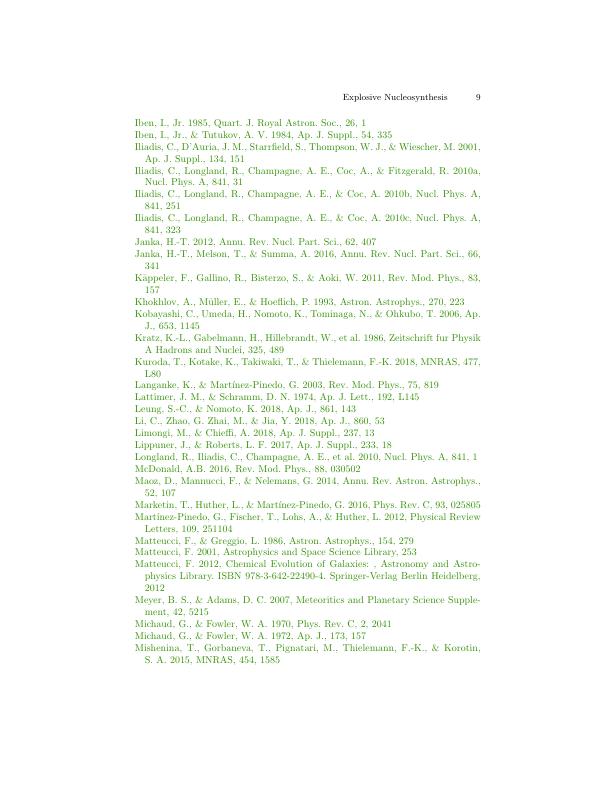 Explosive Nucleosynthesis 9
Iben, I., Jr. 1985, Quart. J. Royal Astron. Soc., 26, 1
Iben, I., Jr., & Tutukov, A. V. 1984, Ap. J. Suppl., 54, 335
Iliadis, C., D'Auria, J. M., Starrfield, S., Thompson, W. J., & Wiescher, M. 2001,
Ap. J. Suppl., 134, 151
Iliadis, C., Longland, R., Champagne, A. E., Coc, A., & Fitzgerald, R. 2010a,
Nucl. Phys. A, 841, 31
Iliadis, C., Longland, R., Champagne, A. E., & Coc, A. 2010b, Nucl. Phys. A,
841, 251
Iliadis, C., Longland, R., Champagne, A. E., & Coc, A. 2010c, Nucl. Phys. A,
841, 323
Janka, H.-T. 2012, Annu. Rev. Nucl. Part. Sci., 62, 407
Janka, H.-T., Melson, T., & Summa, A. 2016, Annu. Rev. Nucl. Part. Sci., 66,
341
Käppeler, F., Gallino, R., Bisterzo, S., & Aoki, W. 2011, Rev. Mod. Phys., 83,
157
Khokhlov, A., Müller, E., & Hoeflich, P. 1993, Astron. Astrophys., 270, 223
Kobayashi, C., Umeda, H., Nomoto, K., Tominaga, N., & Ohkubo, T. 2006, Ap.
J., 653, 1145
Kratz, K.-L., Gabelmann, H., Hillebrandt, W., et al. 1986, Zeitschrift fur Physik
A Hadrons and Nuclei, 325, 489
Kuroda, T., Kotake, K., Takiwaki, T., & Thielemann, F.-K. 2018, MNRAS, 477,
L80
Langanke, K., & Martínez-Pinedo, G. 2003, Rev. Mod. Phys., 75, 819
Lattimer, J. M., & Schramm, D. N. 1974, Ap. J. Lett., 192, L145
Leung, S.-C., & Nomoto, K. 2018, Ap. J., 861, 143
Li, C., Zhao, G. Zhai, M., & Jia, Y. 2018, Ap. J., 860, 53
Limongi, M., & Chieffi, A. 2018, Ap. J. Suppl., 237, 13
Lippuner, J., & Roberts, L. F. 2017, Ap. J. Suppl., 233, 18
Longland, R., Iliadis, C., Champagne, A. E., et al. 2010, Nucl. Phys. A, 841, 1
McDonald, A.B. 2016, Rev. Mod. Phys., 88, 030502
Maoz, D., Mannucci, F., & Nelemans, G. 2014, Annu. Rev. Astron. Astrophys.,
52, 107
Marketin, T., Huther, L., & Martínez-Pinedo, G. 2016, Phys. Rev. C, 93, 025805
Martínez-Pinedo, G., Fischer, T., Lohs, A., & Huther, L. 2012, Physical Review
Letters, 109, 251104
Matteucci, F., & Greggio, L. 1986, Astron. Astrophys., 154, 279
Matteucci, F. 2001, Astrophysics and Space Science Library, 253
Matteucci, F. 2012, Chemical Evolution of Galaxies: , Astronomy and Astro-
physics Library. ISBN 978-3-642-22490-4. Springer-Verlag Berlin Heidelberg,
2012
Meyer, B. S., & Adams, D. C. 2007, Meteoritics and Planetary Science Supple-
ment, 42, 5215
Michaud, G., & Fowler, W. A. 1970, Phys. Rev. C, 2, 2041
Michaud, G., & Fowler, W. A. 1972, Ap. J., 173, 157
Mishenina, T., Gorbaneva, T., Pignatari, M., Thielemann, F.-K., & Korotin,
S. A. 2015, MNRAS, 454, 1585